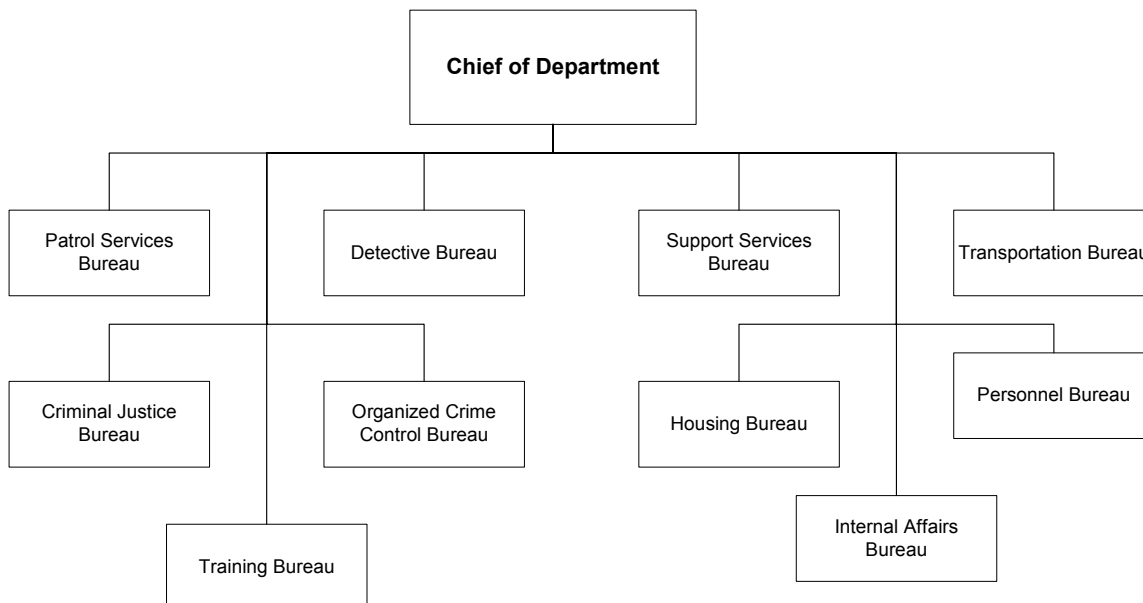 Chief of Department
Patrol Services
Bureau
Detective Bureau
Support Services
Bureau
Transportation Bureau
Criminal Justice
Bureau
Organized Crime
Control Bureau
Housing Bureau
Personnel Bureau
Training Bureau
Internal Affairs
Bureau